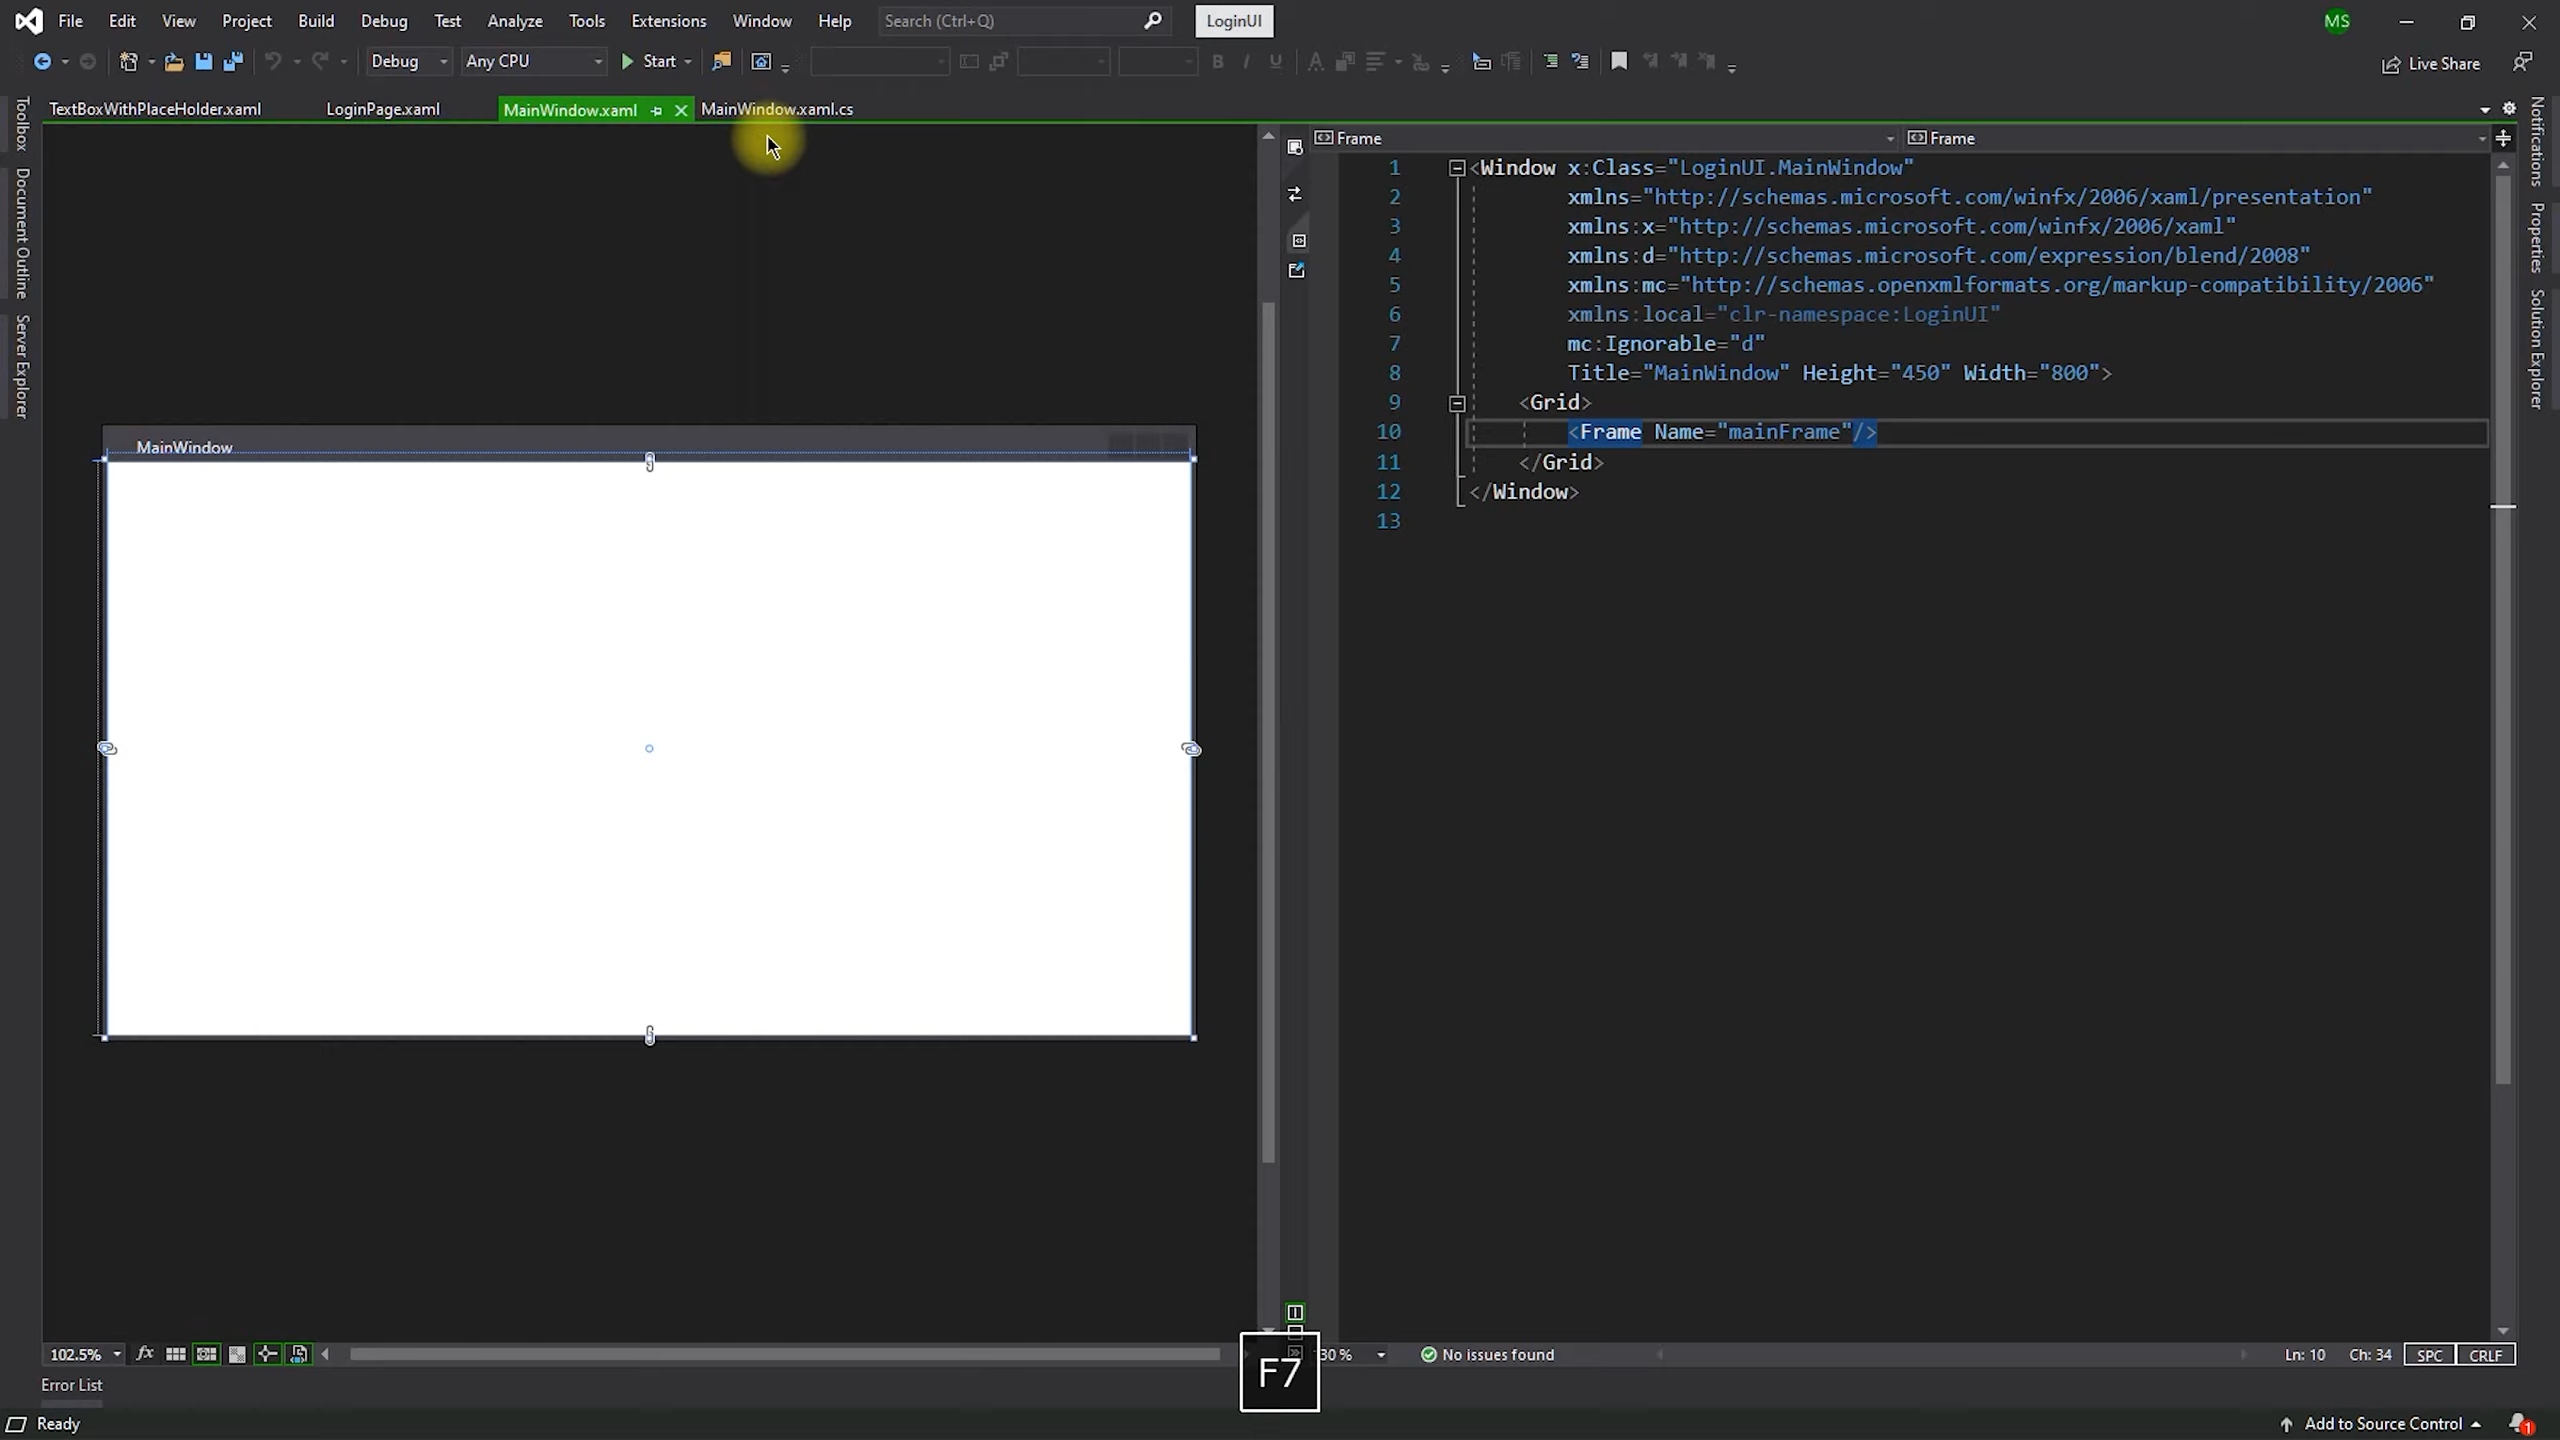 File Edit View Project Build Debug Test Analyze Tools Extensions Window Help Search (Ctrl+Q) LoginUI MS
Debug Any CPU Start Live Share
Toolbox
Document Outline
Server Explorer
TextBoxWithPlaceHolder.xaml LoginPage.xaml MainWindow.xaml MainWindow.xaml.cs
Notifications
Properties
Solution Explorer
MainWindow
Frame Frame
1 <Window x:Class="LoginUI.MainWindow"
2 xmlns="http://schemas.microsoft.com/winfx/2006/xaml/presentation"
3 xmlns:x="http://schemas.microsoft.com/winfx/2006/xaml"
4 xmlns:d="http://schemas.microsoft.com/expression/blend/2008"
5 xmlns:mc="http://schemas.openxmlformats.org/markup-compatibility/2006"
6 xmlns:local="clr-namespace:LoginUI"
7 mc:Ignorable="d"
8 Title="MainWindow" Height="450" Width="800">
9 <Grid>
10 <Frame Name="mainFrame"/>
11 </Grid>
12 </Window>
13
102.5% fx 30 % No issues found Ln: 10 Ch: 34 SPC CRLF
F7
Error List
Ready Add to Source Control 1